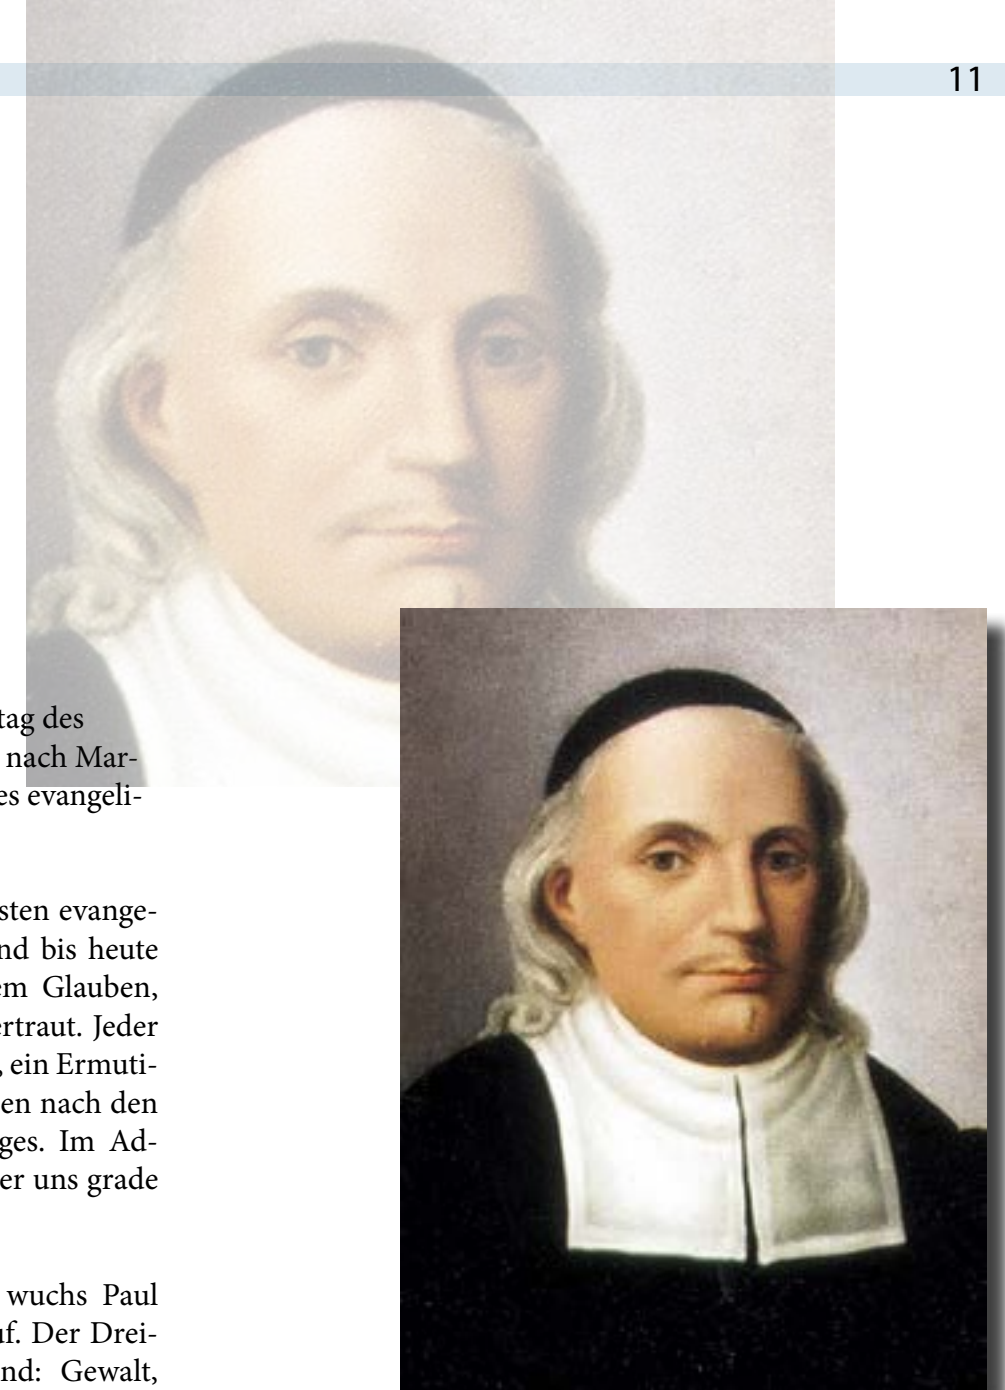 11
tag des
nach Mar-
es evangeli-
sten evange-
nd bis heute
em Glauben,
ertraut. Jeder
, ein Ermuti-
en nach den
ges. Im Ad-
er uns grade
wuchs Paul
uf. Der Drei-
nd: Gewalt,